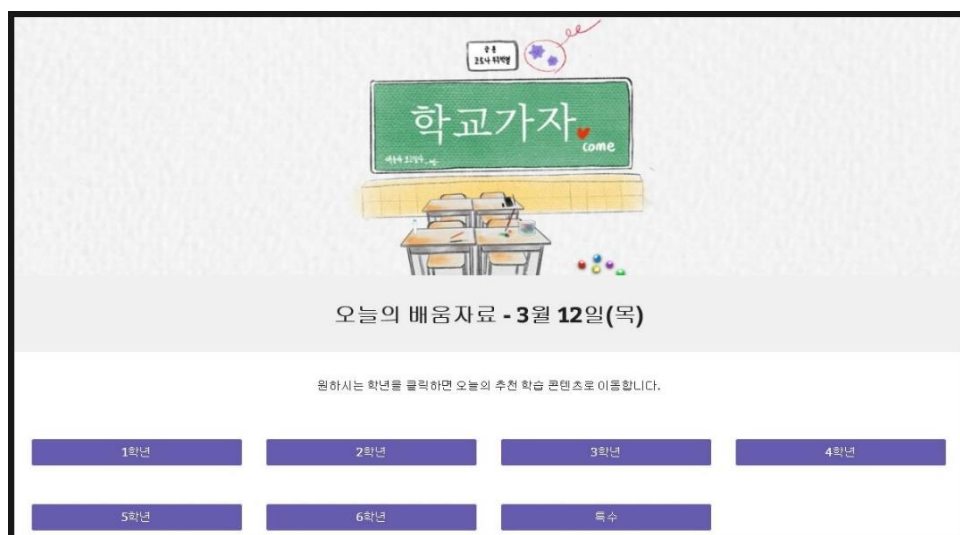 학교가자
come
오늘의 배움자료 - 3월 12일(목)
원하시는 학년를 클릭하면 오늘의 추천 학습 콘텐츠로 이동합니다.
1학년
2학년
3학년
4학년
5학년
6학년
특수